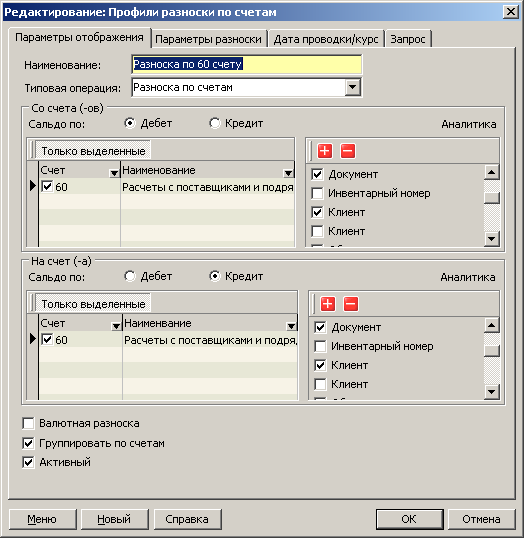 Редактирование: Профили разноски по счетам
Параметры отображения Параметры разноски Дата проводки/курс Запрос
Наименование: Разноска по 60 счету
Типовая операция: Разноска по счетам
Со счета (-ов)
Сальдо по: Дебет Кредит Аналитика
Только выделенные
Счет Наименование
60 Расчеты с поставщиками и подря
Документ
Инвентарный номер
Клиент
Клиент
На счет (-а)
Сальдо по: Дебет Кредит Аналитика
Только выделенные
Счет Наименвание
60 Расчеты с поставщиками и подря,
Документ
Инвентарный номер
Клиент
Клиент
Валютная разноска
Группировать по счетам
Активный
Меню Новый Справка OK Отмена